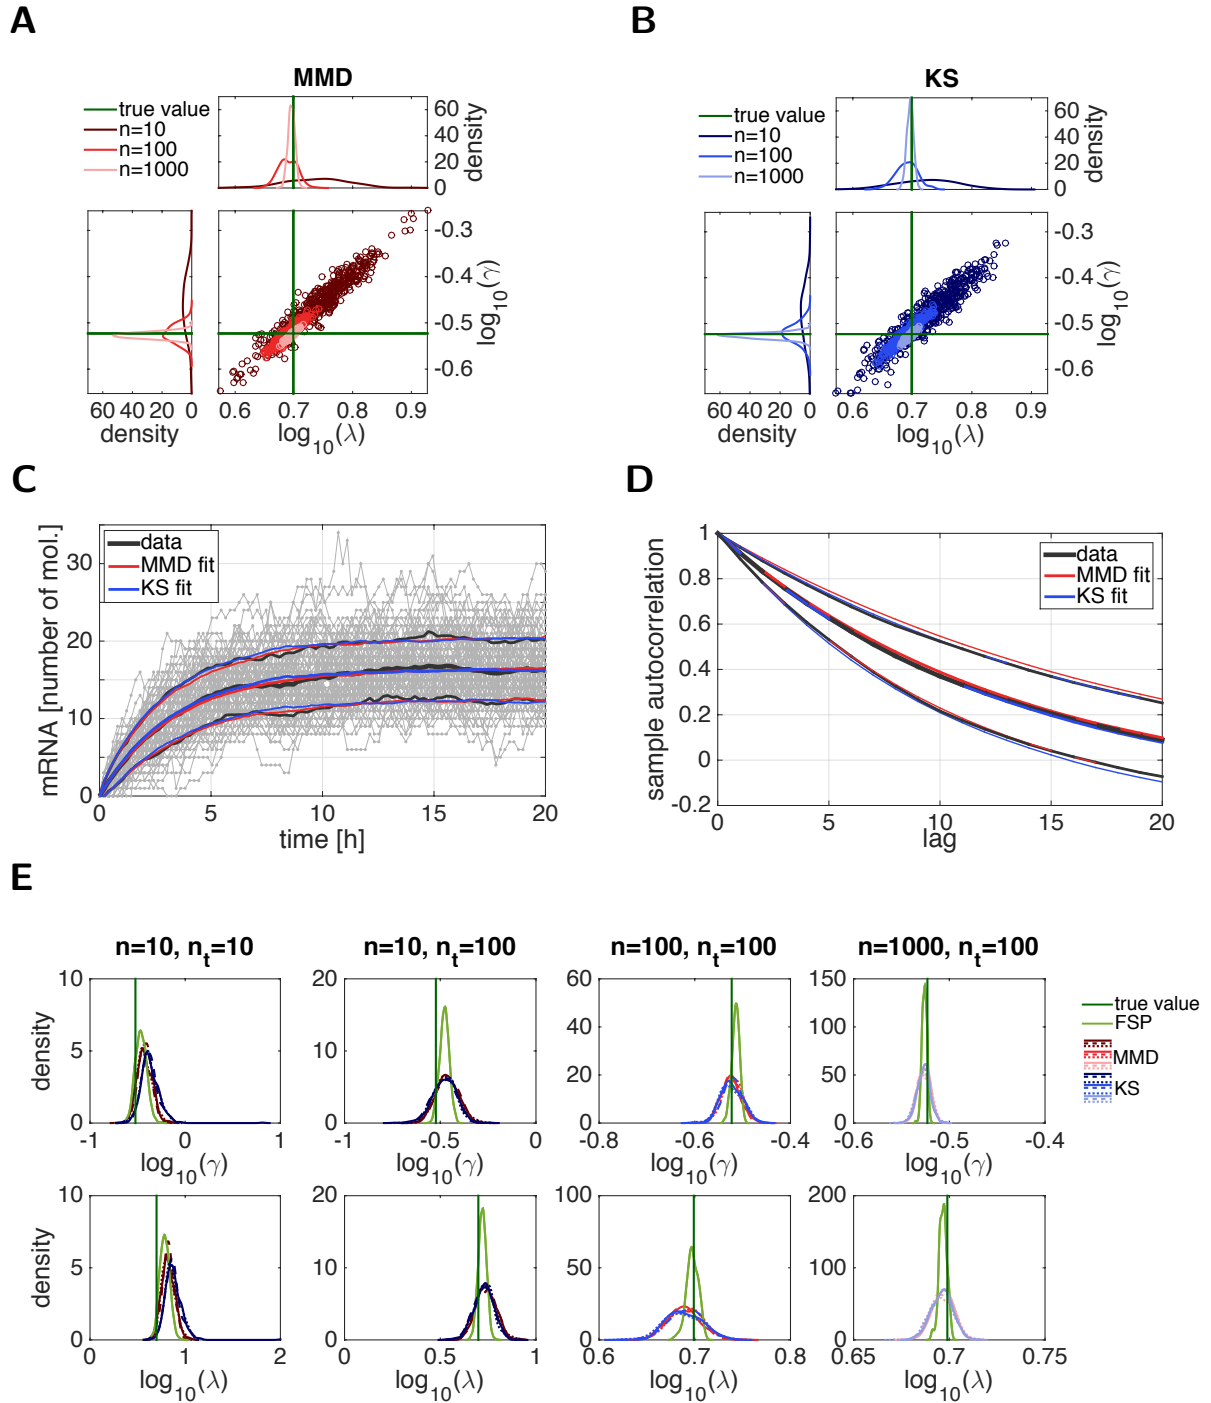 A
B
MMD
true value
n=10
n=100
n=1000
60
40
20
0
density
-0.3
-0.4
-0.5
-0.6
log10(γ)
60 40 20 0
density
0.6 0.7 0.8 0.9
log10(λ)
KS
true value
n=10
n=100
n=1000
60
40
20
0
density
-0.3
-0.4
-0.5
-0.6
log10(γ)
60 40 20 0
density
0.6 0.7 0.8 0.9
log10(λ)
C
mRNA [number of mol.]
30
20
10
0
data
MMD fit
KS fit
0 5 10 15 20
time [h]
D
sample autocorrelation
1
0.8
0.6
0.4
0.2
0
-0.2
data
MMD fit
KS fit
0 5 10 15 20
lag
E
n=10, nt=10
n=10, nt=100
n=100, nt=100
n=1000, nt=100
density
10
5
0
-1 0 1
log10(γ)
20
10
0
-1 -0.5 0
log10(γ)
60
40
20
0
-0.8 -0.6 -0.4
log10(γ)
150
100
50
0
-0.6 -0.5 -0.4
log10(γ)
true value
FSP
MMD
KS
density
10
5
0
0 1 2
log10(λ)
20
10
0
0 0.5 1
log10(λ)
100
50
0
0.6 0.7 0.8
log10(λ)
200
100
0
0.65 0.7 0.75
log10(λ)